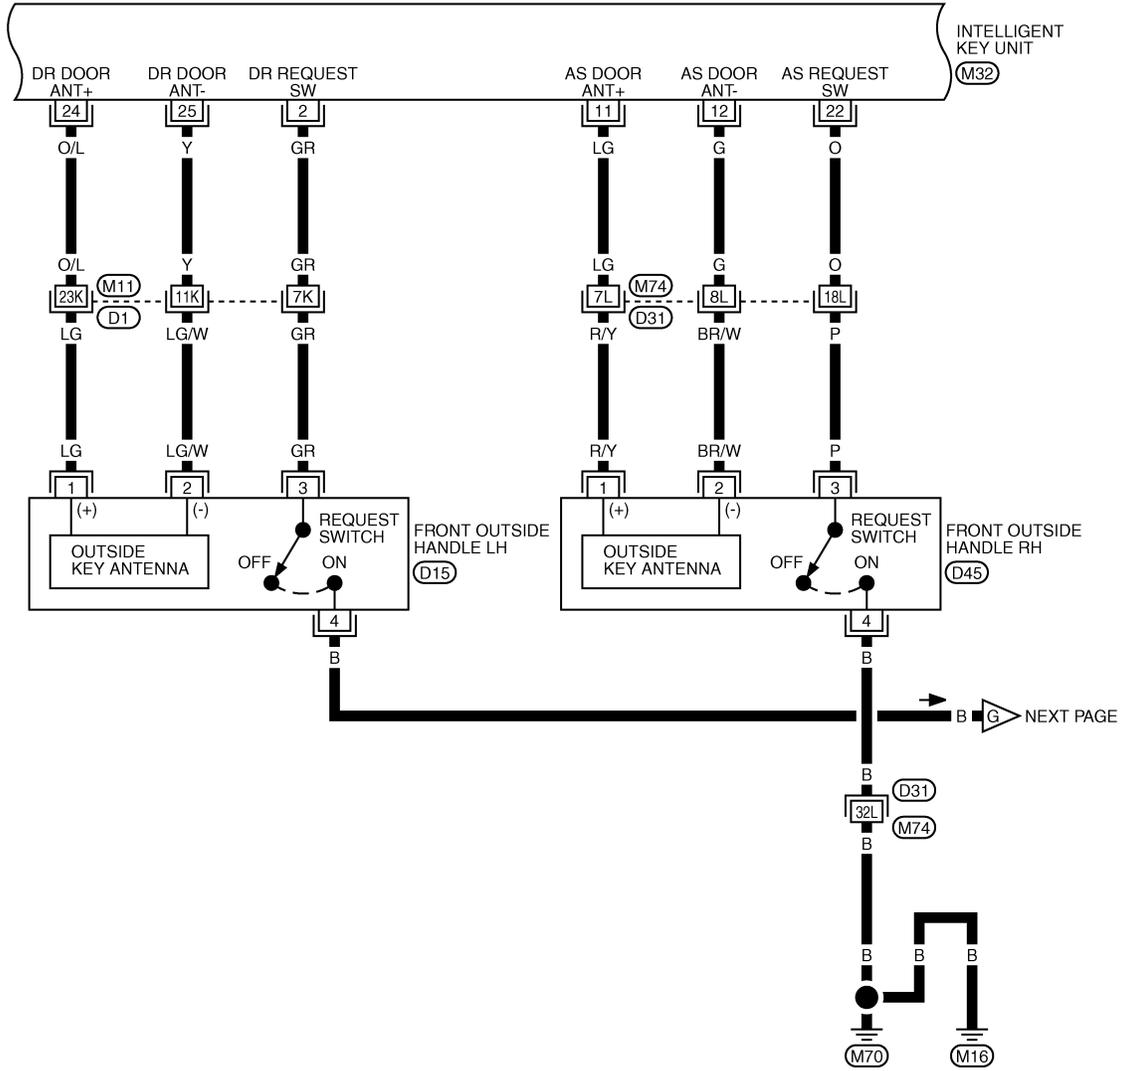 INTELLIGENT
KEY UNIT
M32
DR DOOR
ANT+
DR DOOR
ANT-
DR REQUEST
SW
AS DOOR
ANT+
AS DOOR
ANT-
AS REQUEST
SW
24
25
2
11
12
22
O/L
Y
GR
LG
G
O
O/L
Y
GR
LG
G
O
23K
M11
D1
11K
7K
7L
M74
D31
8L
18L
LG
LG/W
GR
R/Y
BR/W
P
LG
LG/W
GR
R/Y
BR/W
P
1
2
3
1
2
3
(+)
(-)
(+)
(-)
OUTSIDE
KEY ANTENNA
REQUEST
SWITCH
OFF
ON
FRONT OUTSIDE
HANDLE LH
D15
OUTSIDE
KEY ANTENNA
REQUEST
SWITCH
OFF
ON
FRONT OUTSIDE
HANDLE RH
D45
4
4
B
B
B
G
NEXT PAGE
B
D31
32L
M74
B
B
B
B
M70
M16